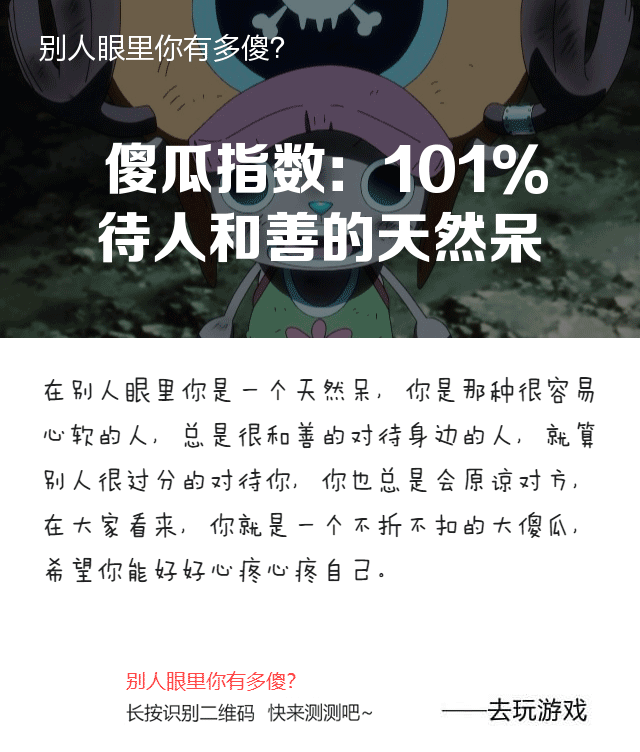 别人眼里你有多傻？
傻瓜指数：101%
待人和善的天然呆
在别人眼里你是一个天然呆，你是那种很容易
心软的人，总是很和善的对待身边的人，就算
别人很过分的对待你，你也总是会原谅对方，
在大家看来，你就是一个不折不扣的大傻瓜，
希望你能好好心疼心疼自己。
别人眼里你有多傻？
长按识别二维码 快来测测吧~
——去玩游戏